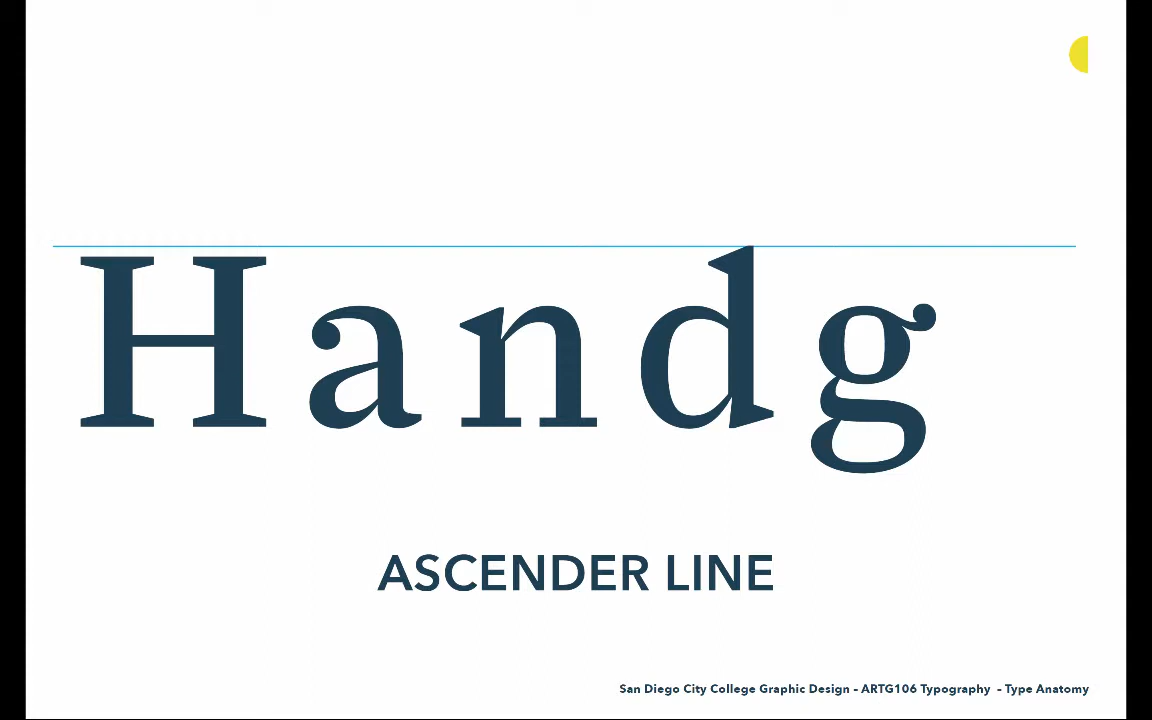 Handg
ASCENDER LINE
San Diego City College Graphic Design – ARTG106 Typography – Type Anatomy